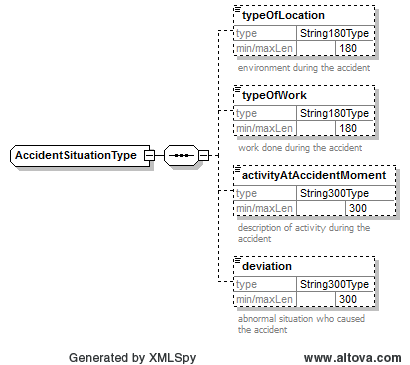 typeOfLocation
type String180Type
min/maxLen 180
environment during the accident
typeOfWork
type String180Type
min/maxLen 180
work done during the accident
AccidentSituationType
activityAtAccidentMoment
type String300Type
min/maxLen 300
description of activity during the
accident
deviation
type String300Type
min/maxLen 300
abnormal situation who caused
the accident
Generated by XMLSpy www.altova.com